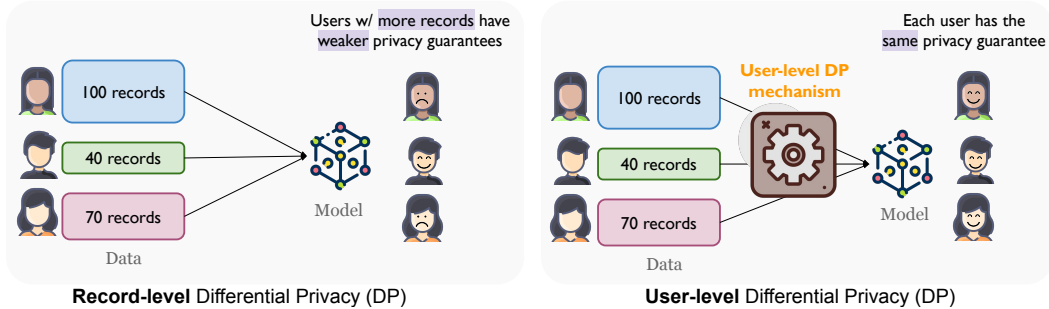 Users w/ more records have
weaker privacy guarantees
100 records
40 records
70 records
Model
Data
Record-level Differential Privacy (DP)
Each user has the
same privacy guarantee
User-level DP
mechanism
100 records
40 records
70 records
Model
Data
User-level Differential Privacy (DP)